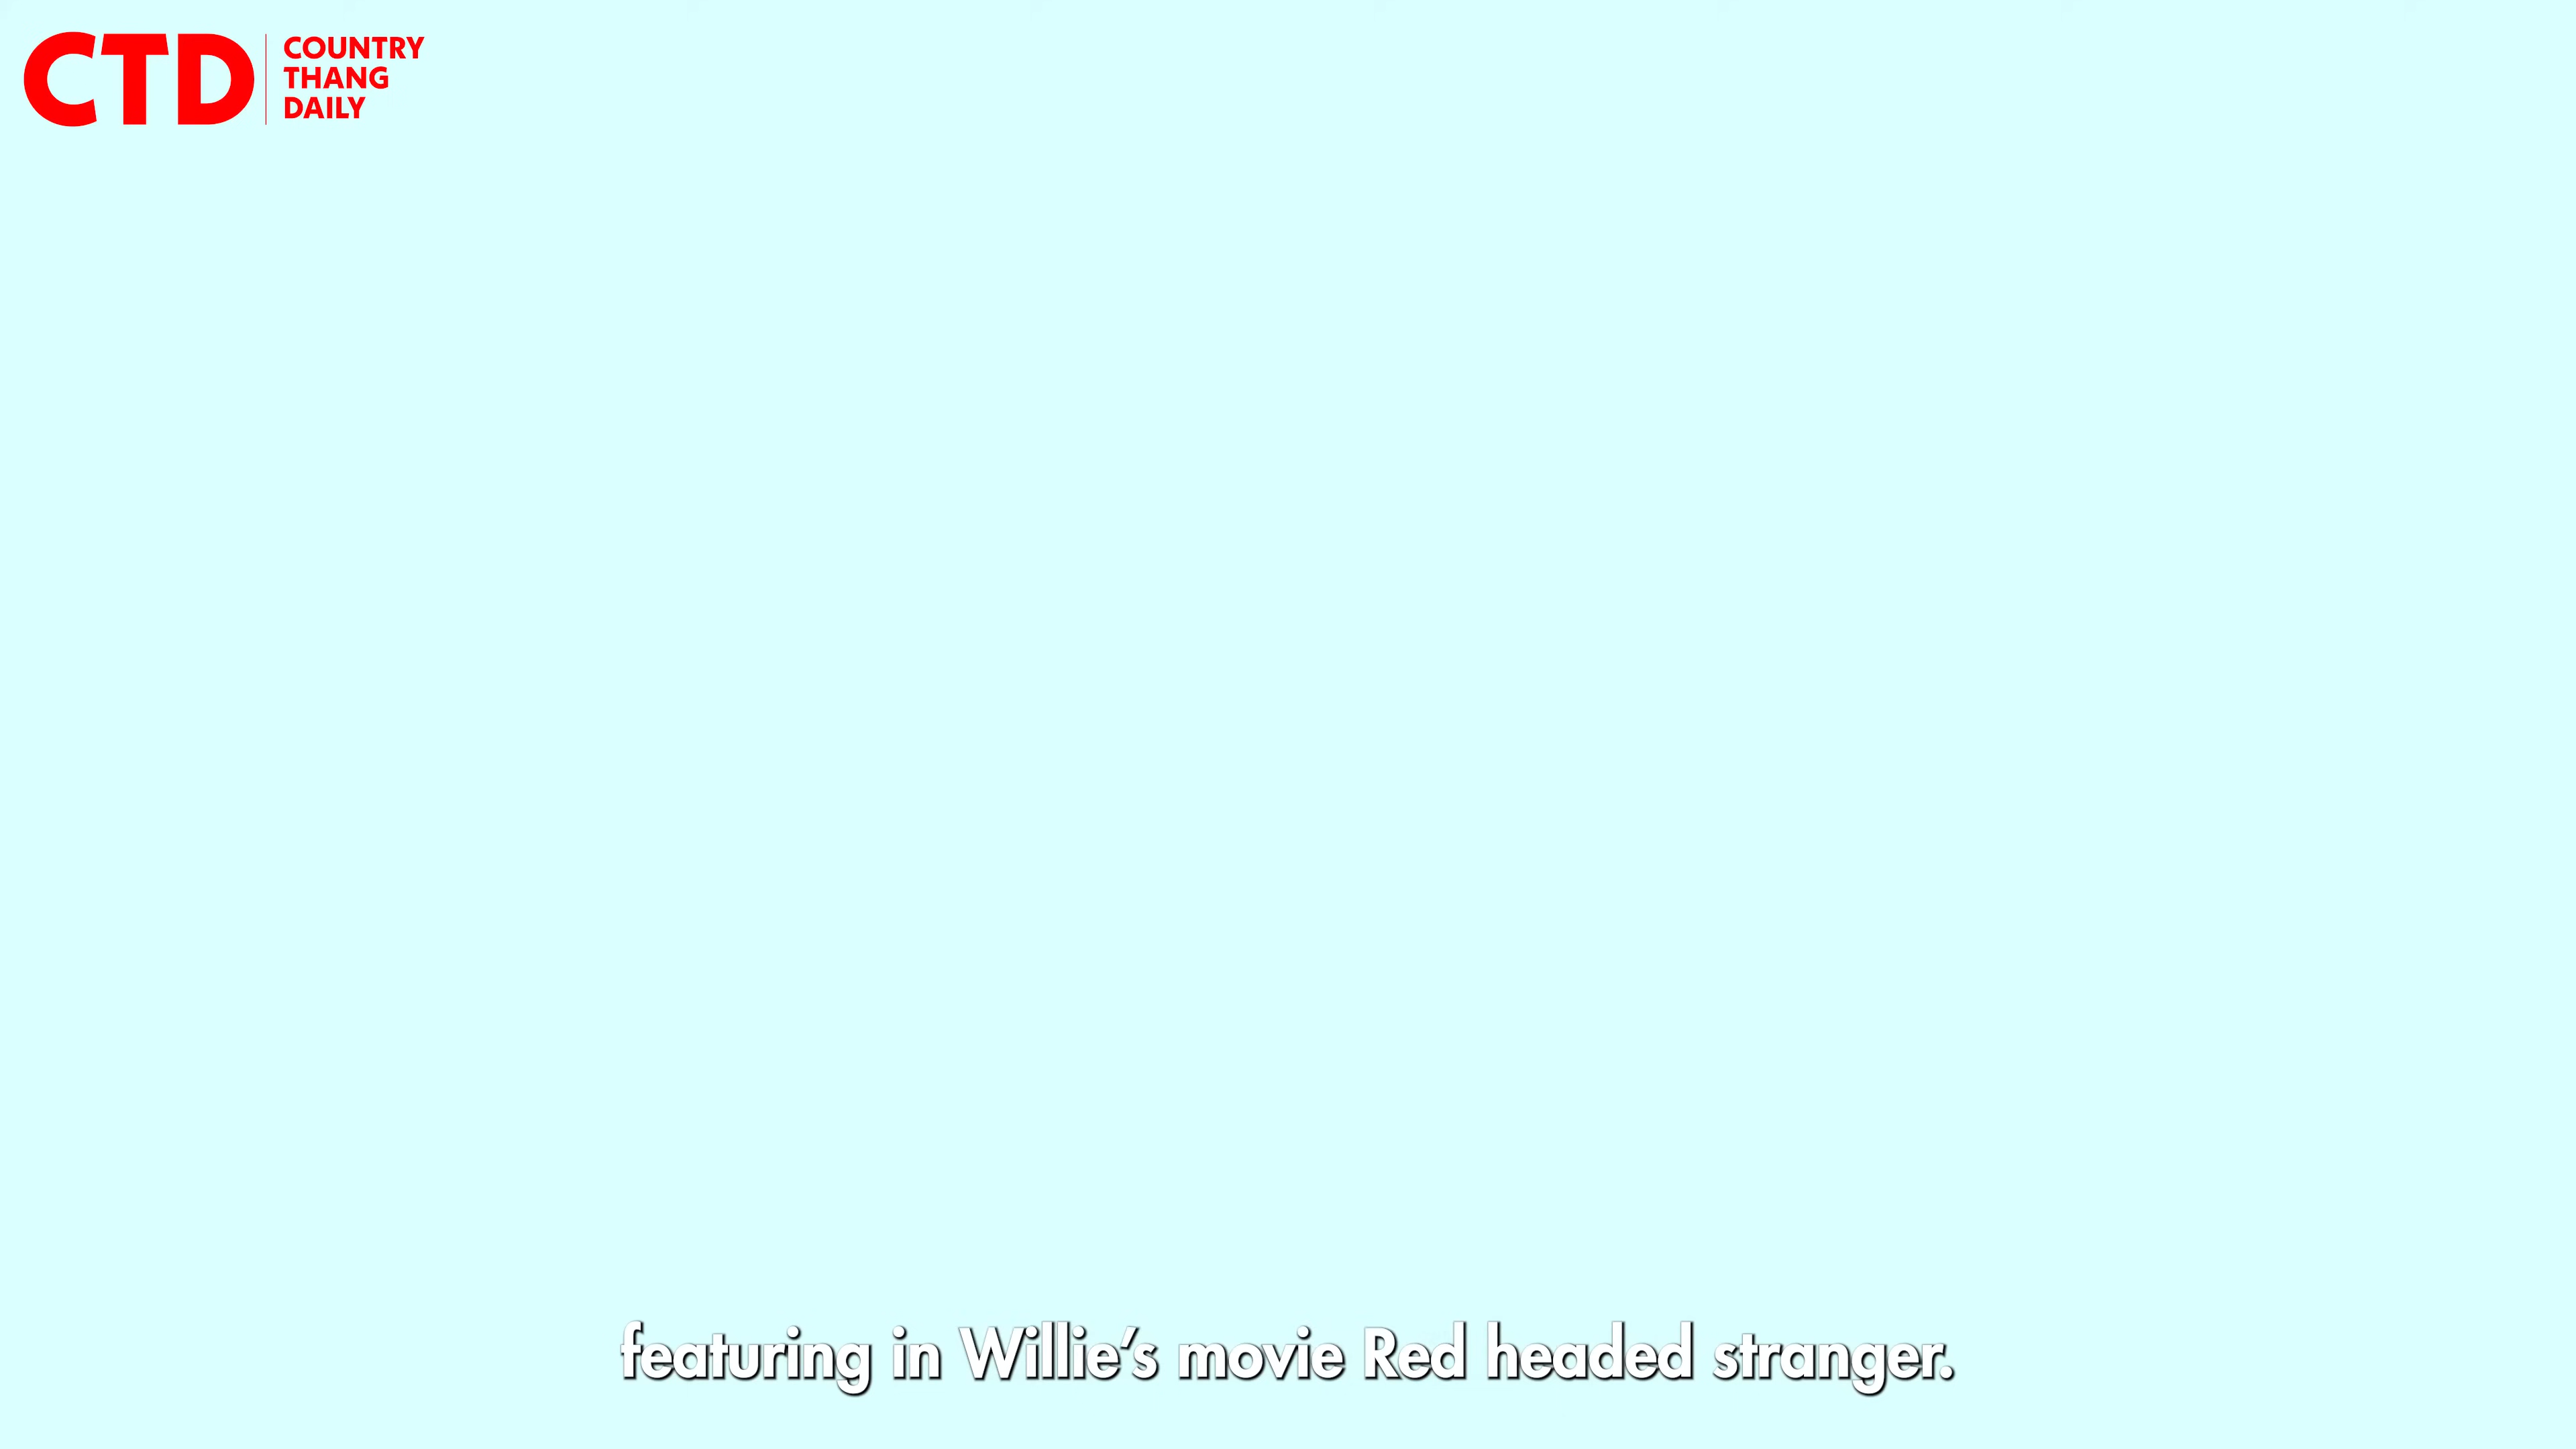 CTD
COUNTRY
THANG
DAILY
featuring in Willie's movie Red headed stranger.